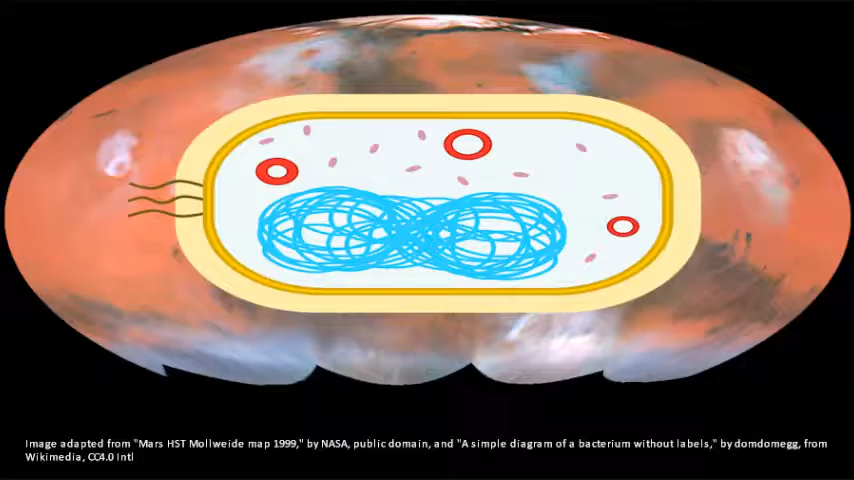 Image adapted from "Mars HST Mollweide map 1999," by NASA, public domain, and "A simple diagram of a bacterium without labels," by domdomegg, from
Wikimedia, CC4.0 Intl